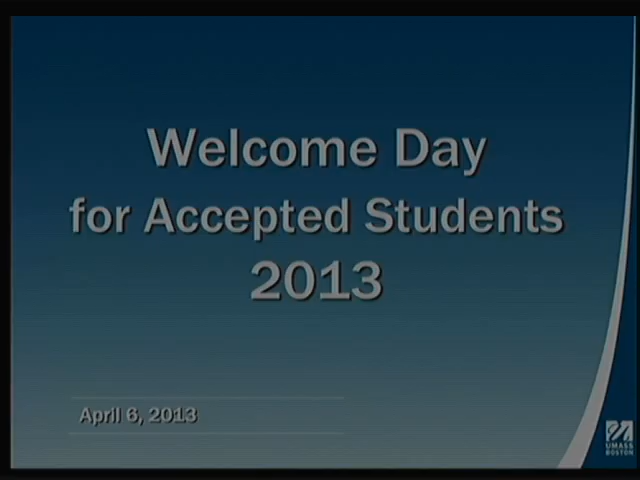 Welcome Day
for Accepted Students
2013
April 6, 2013
UMASS
BOSTON